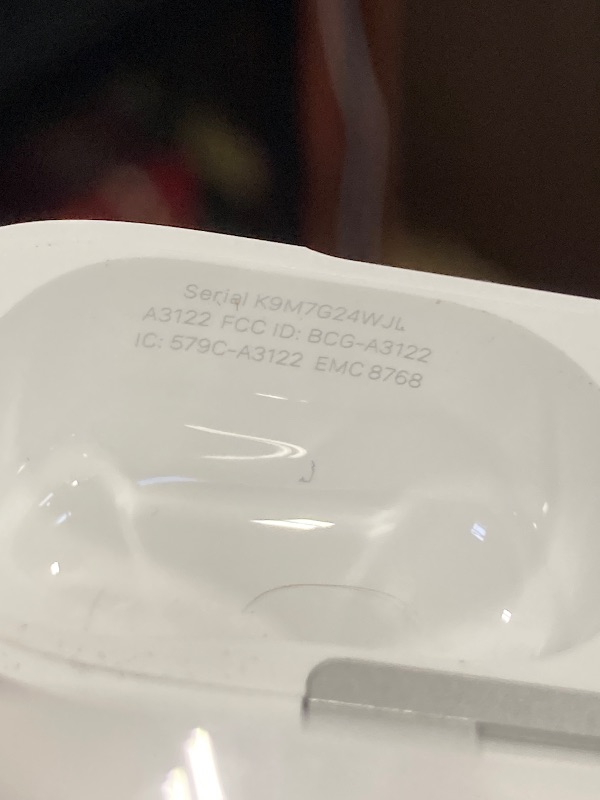 Serial K9M7G24WJL
A3122 FCC ID: BCG-A3122
IC: 579C-A3122 EMC 8768